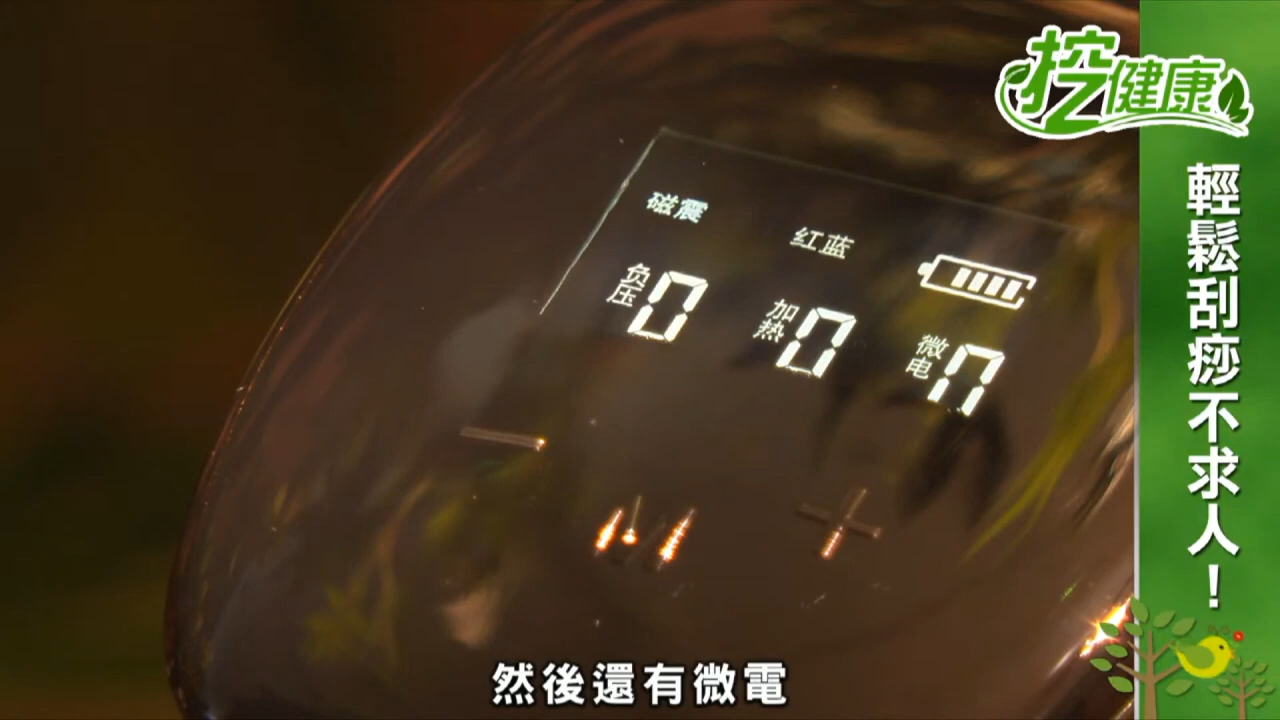 挖健康
輕鬆刮痧不求人！
磁震
红蓝
负压 0
加热 0
微电 0
− M +
然後還有微電